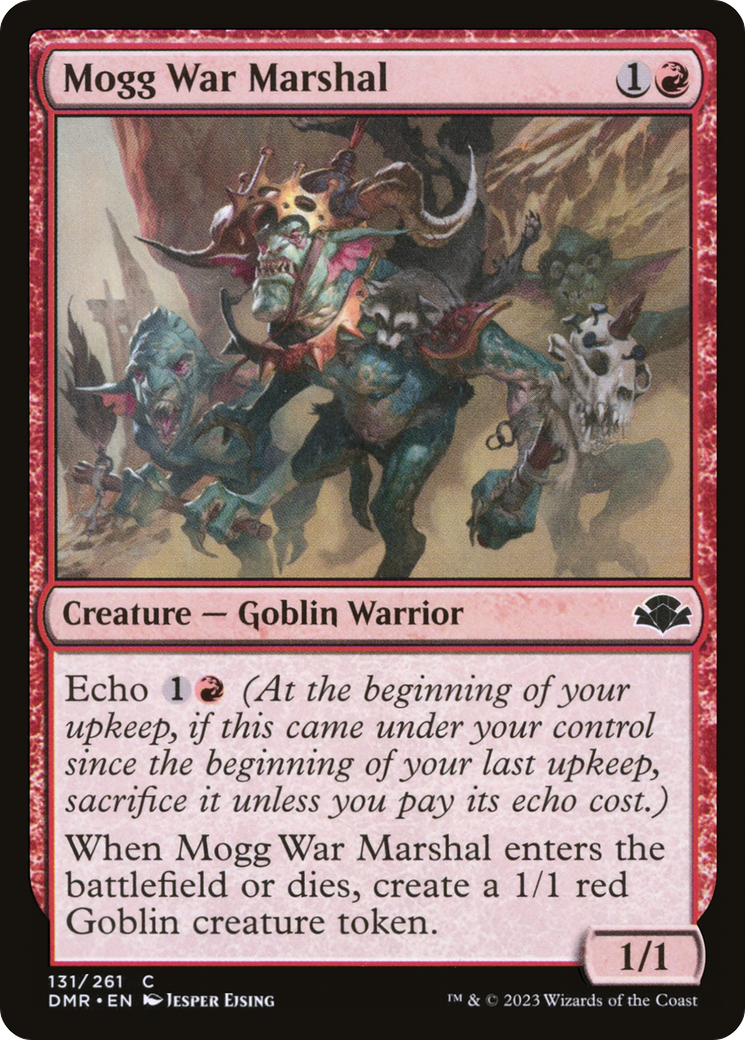 Mogg War Marshal 1
Creature — Goblin Warrior
Echo 1 (At the beginning of your
upkeep, if this came under your control
since the beginning of your last upkeep,
sacrifice it unless you pay its echo cost.)
When Mogg War Marshal enters the
battlefield or dies, create a 1/1 red
Goblin creature token.
1/1
131/261 C
DMR • EN Jesper Ejsing
™ & © 2023 Wizards of the Coast